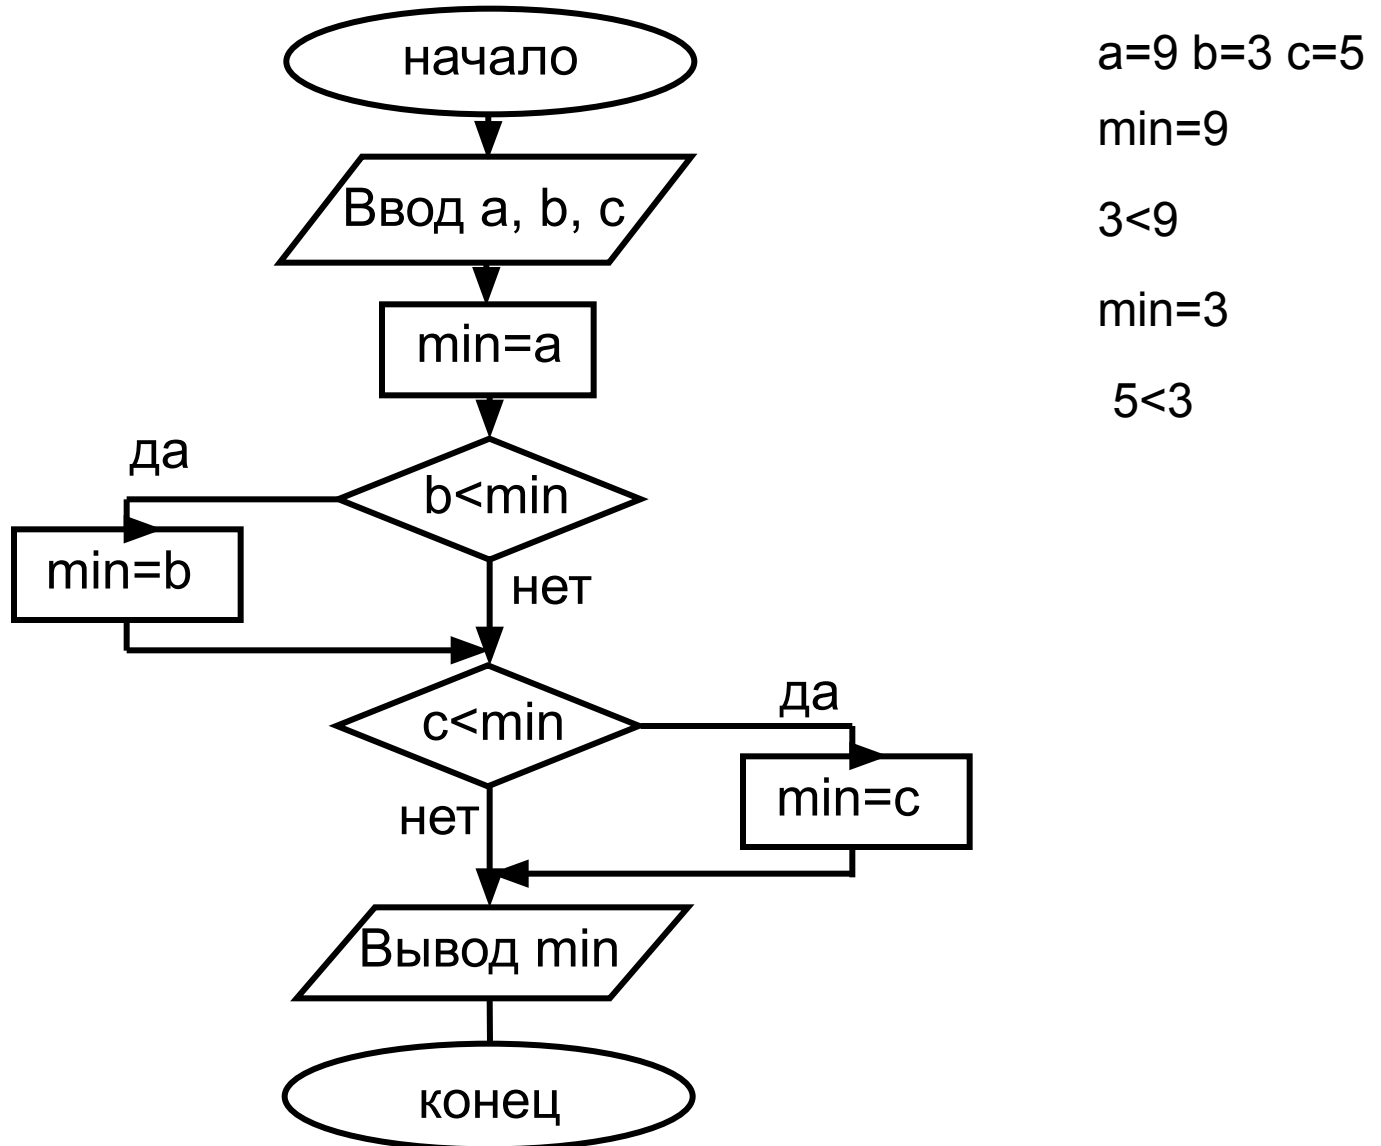 начало
Ввод a, b, c
min=a
да
b<min
min=b
нет
да
c<min
min=c
нет
Вывод min
конец
a=9 b=3 c=5
min=9
3<9
min=3
5<3